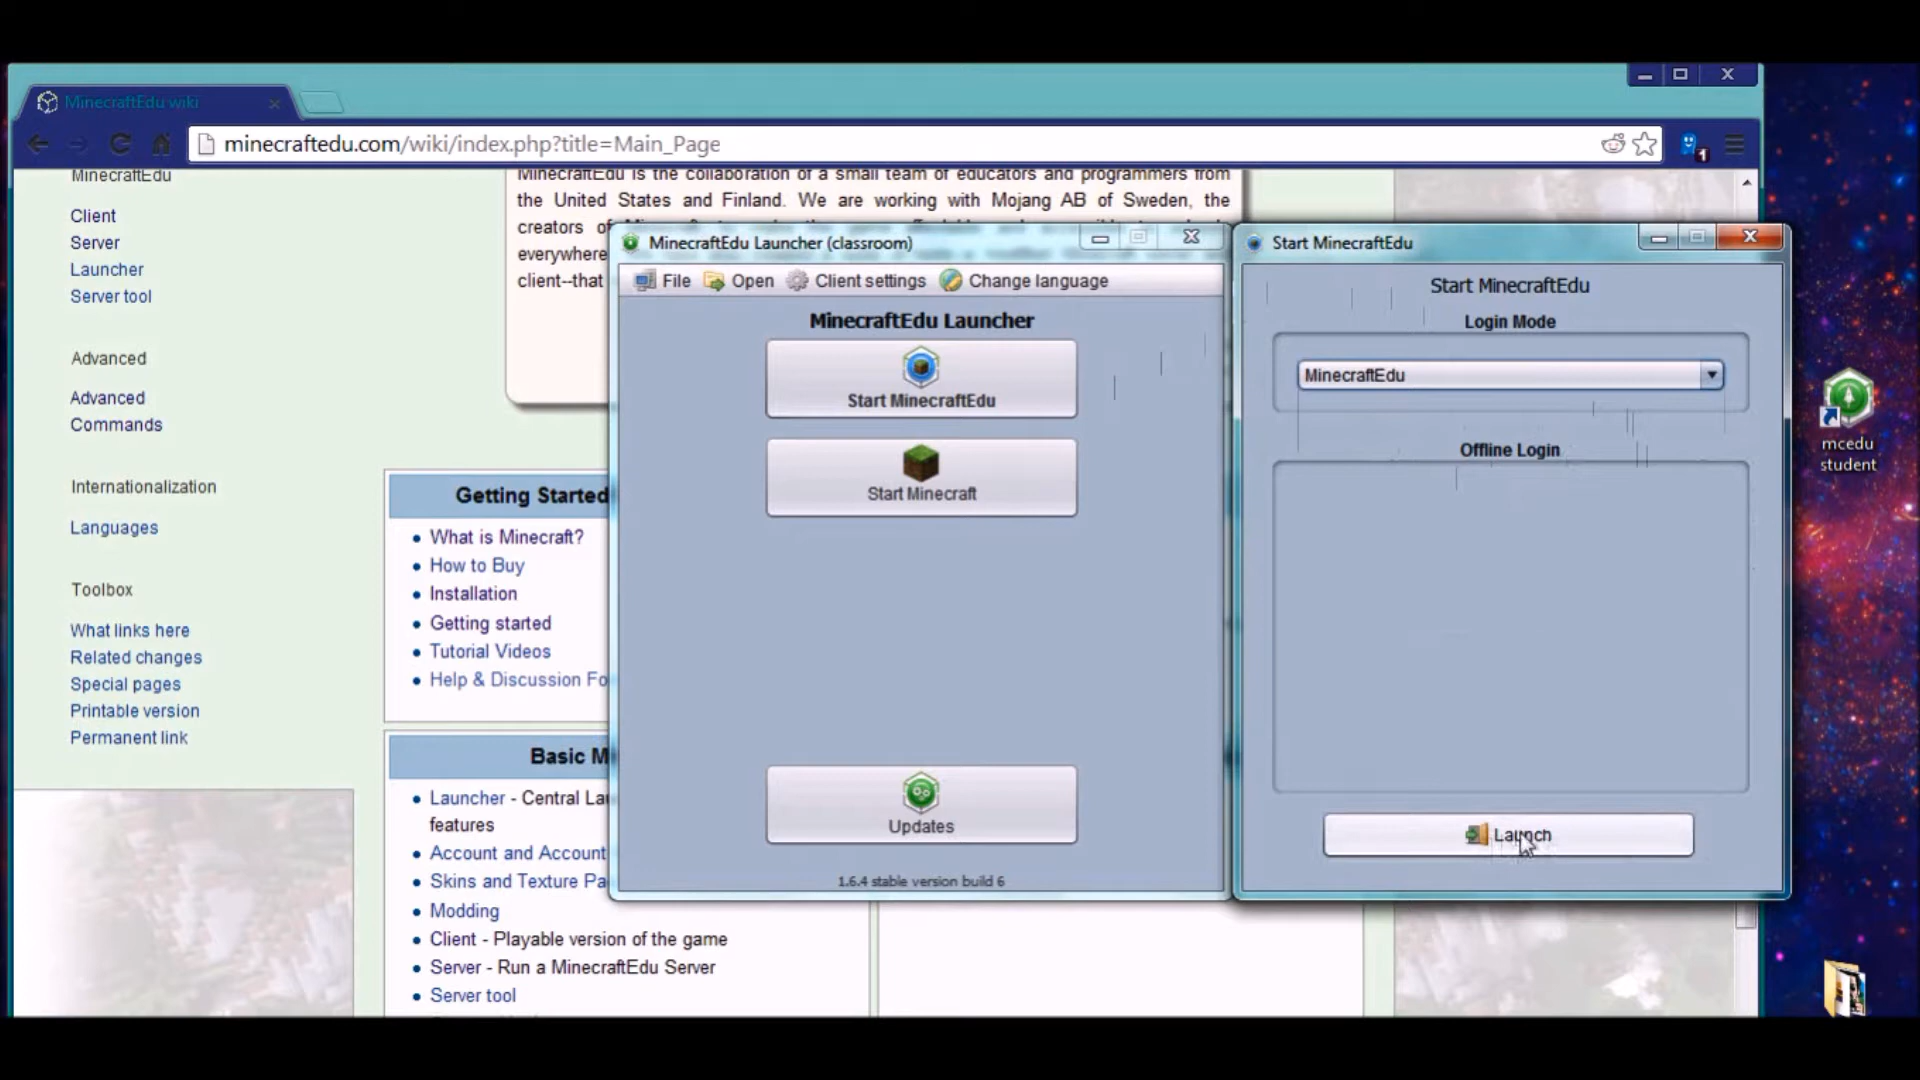 MinecraftEdu wiki
minecraftedu.com/wiki/index.php?title=Main_Page
1
MinecraftEdu
Client
Server
Launcher
Server tool
Advanced
Advanced
Commands
Internationalization
Languages
Toolbox
What links here
Related changes
Special pages
Printable version
Permanent link
MinecraftEdu is the collaboration of a small team of educators and programmers from
the United States and Finland. We are working with Mojang AB of Sweden, the
creators of
everywhere
client--that
Getting Started
What is Minecraft?
How to Buy
Installation
Getting started
Tutorial Videos
Help & Discussion Fo
Basic M
Launcher - Central La
features
Account and Account
Skins and Texture Pa
Modding
Client - Playable version of the game
Server - Run a MinecraftEdu Server
Server tool
MinecraftEdu Launcher (classroom)
File Open Client settings Change language
MinecraftEdu Launcher
Start MinecraftEdu
Start Minecraft
Updates
1.6.4 stable version build 6
Start MinecraftEdu
Start MinecraftEdu
Login Mode
MinecraftEdu
Offline Login
Launch
mcedu
student